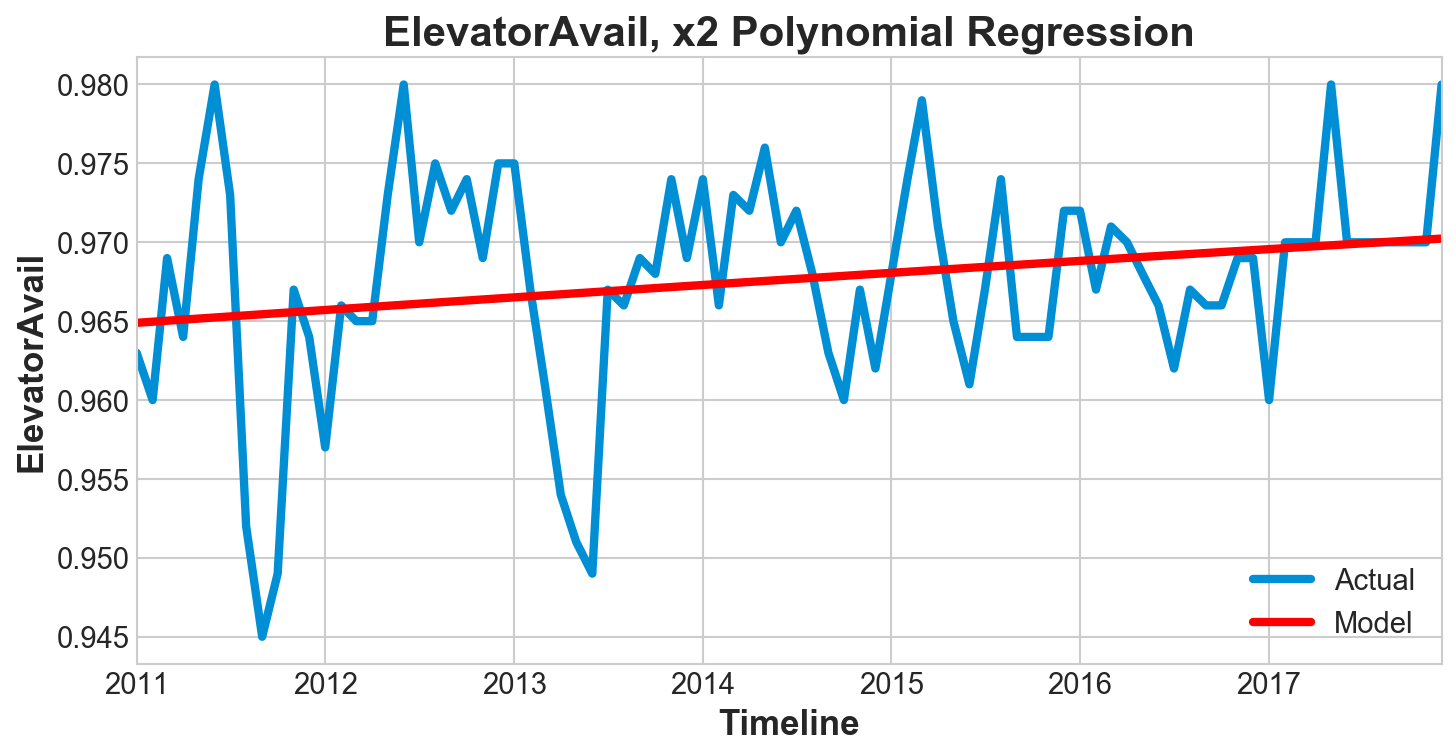 ElevatorAvail, x2 Polynomial Regression
0.980
0.975
0.970
0.965
0.960
0.955
0.950
0.945
ElevatorAvail
Actual
Model
2011 2012 2013 2014 2015 2016 2017
Timeline